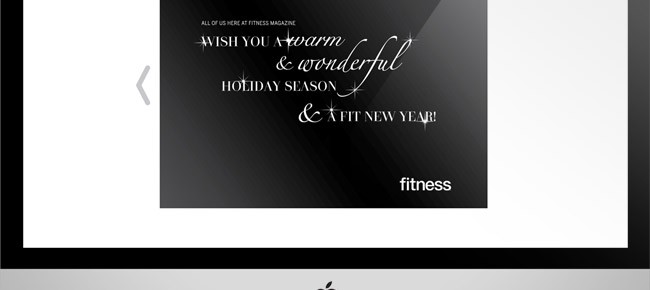 ALL OF US HERE AT FITNESS MAGAZINE
WISH YOU A warm
& wonderful
HOLIDAY SEASON
& A FIT NEW YEAR!
fitness